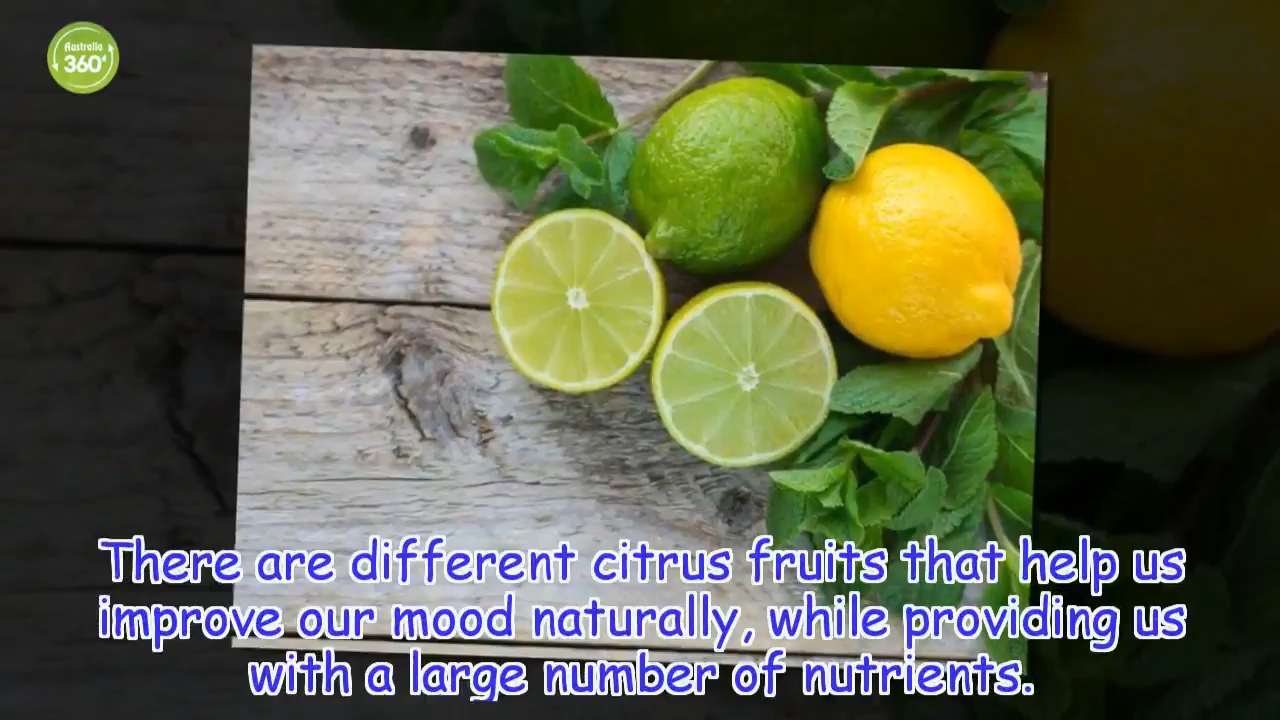 Australia
360°
There are different citrus fruits that help us
improve our mood naturally, while providing us
with a large number of nutrients.